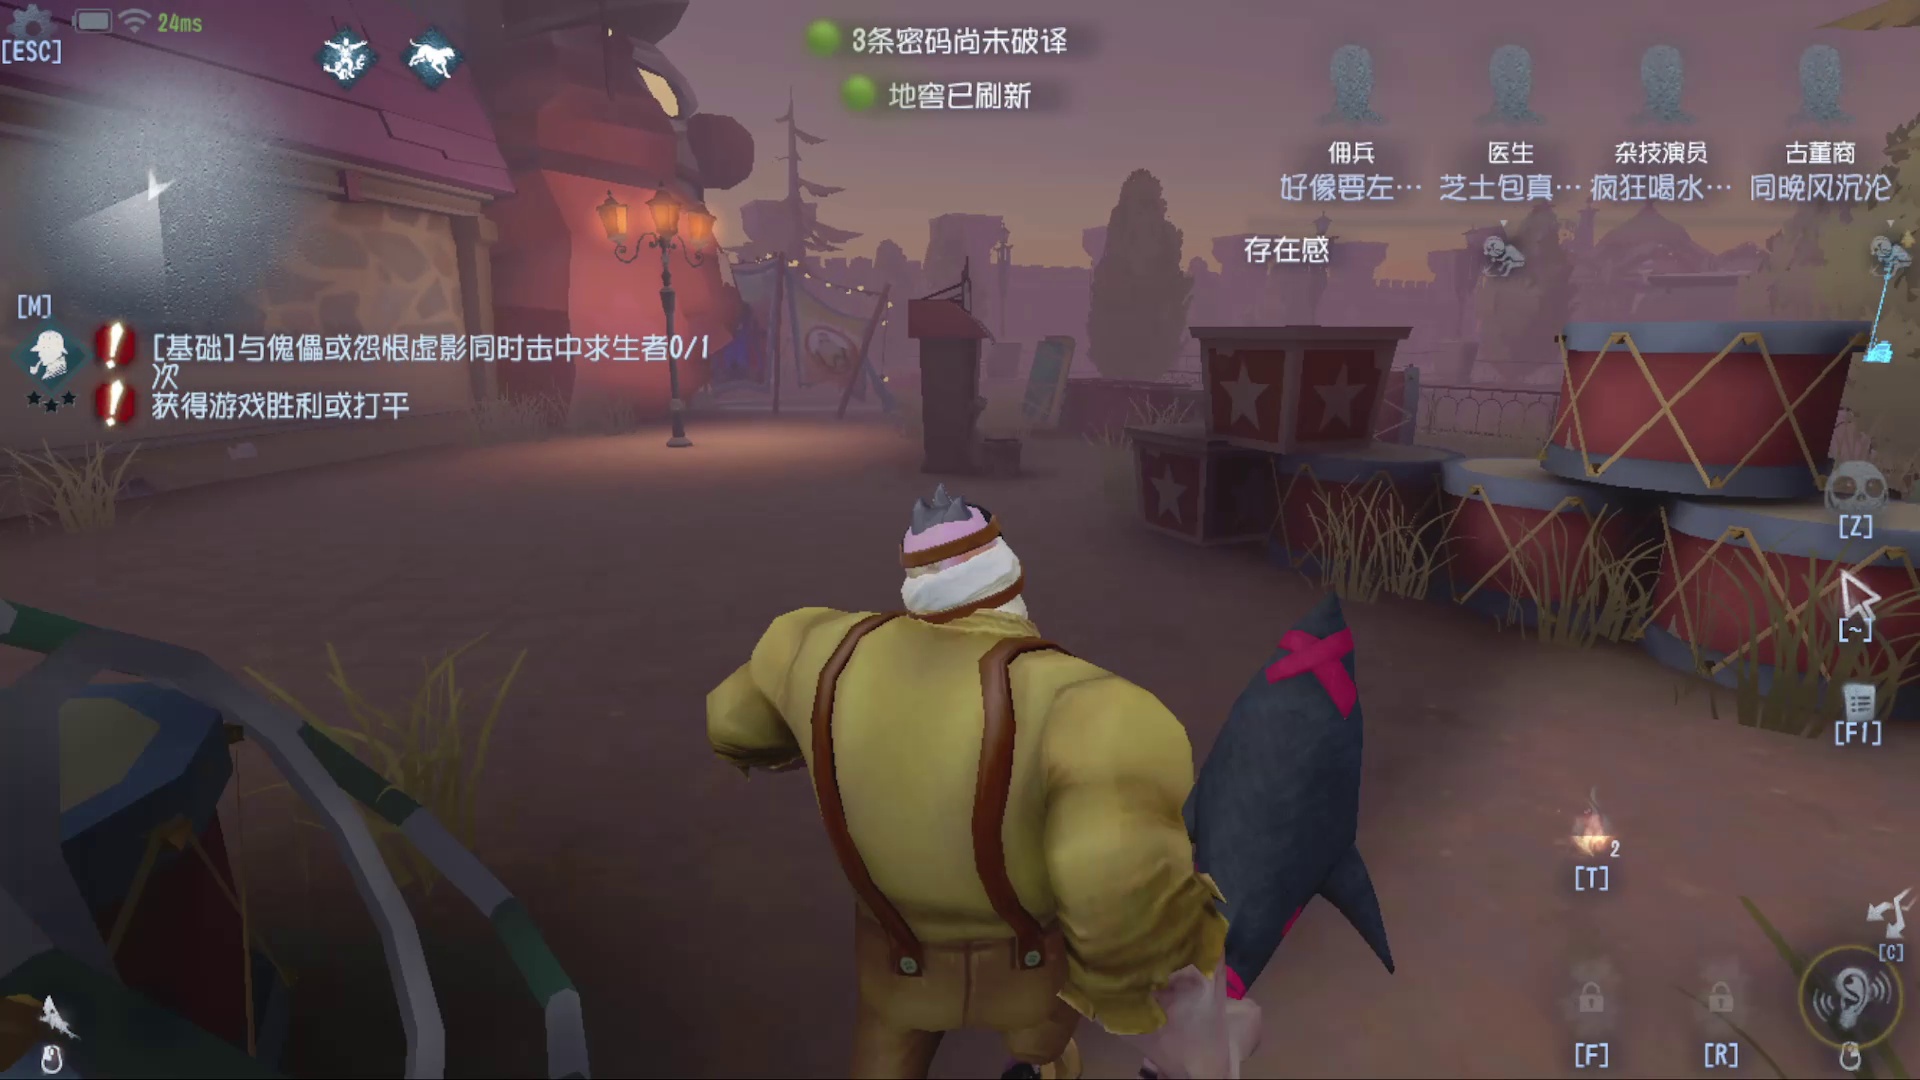 24ms
[ESC]
3条密码尚未破译
地窖已刷新
佣兵 医生 杂技演员 古董商
好像要左… 芝士包真… 疯狂喝水… 同晚风沉沦
存在感
[M]
[基础]与傀儡或怨恨虚影同时击中求生者0/1
次
获得游戏胜利或打平
[Z]
[~]
[F1]
2
[T]
[C]
[F]
[R]